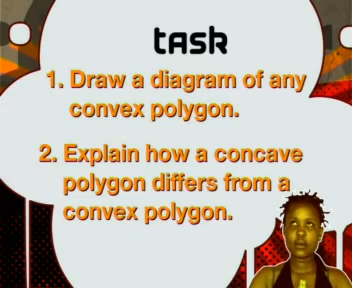 task
1. Draw a diagram of any
convex polygon.
2. Explain how a concave
polygon differs from a
convex polygon.